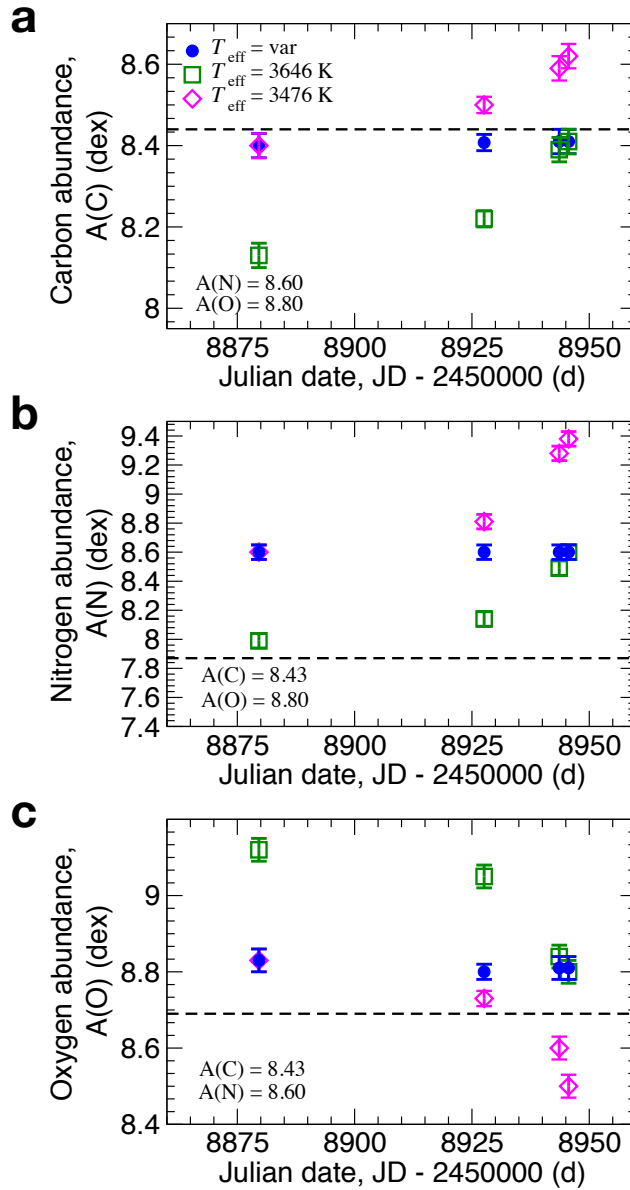 a
Carbon abundance,
A(C) (dex)
8.6
8.4
8.2
8
T eff = var
T eff = 3646 K
T eff = 3476 K
A(N) = 8.60
A(O) = 8.80
8875 8900 8925 8950
Julian date, JD - 2450000 (d)
b
Nitrogen abundance,
A(N) (dex)
9.4
9.2
9
8.8
8.6
8.4
8.2
8
7.8
7.6
7.4
A(C) = 8.43
A(O) = 8.80
8875 8900 8925 8950
Julian date, JD - 2450000 (d)
c
Oxygen abundance,
A(O) (dex)
9
8.8
8.6
8.4
A(C) = 8.43
A(N) = 8.60
8875 8900 8925 8950
Julian date, JD - 2450000 (d)